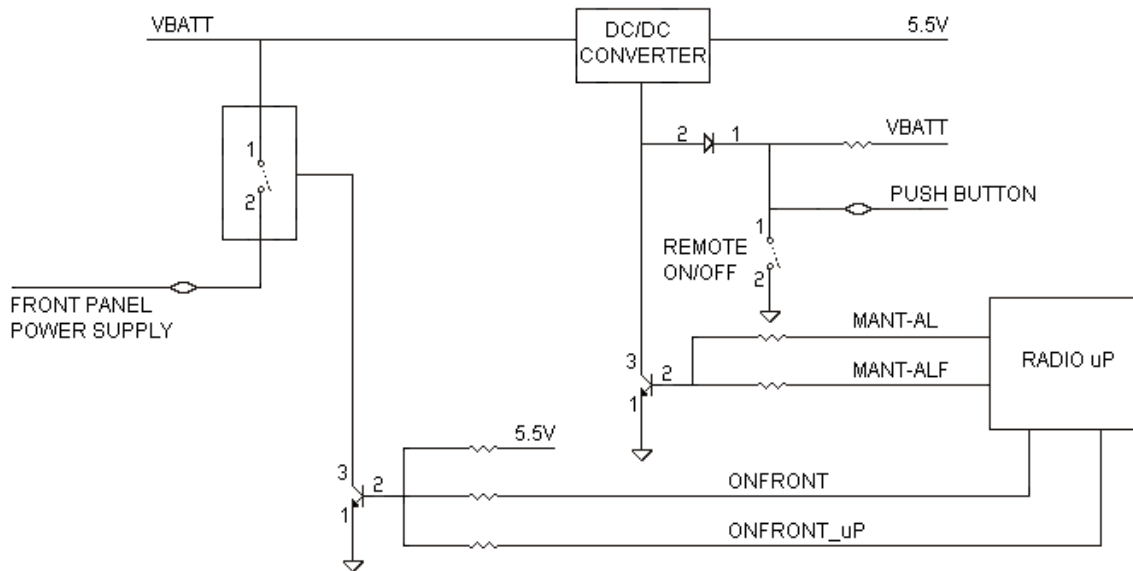 VBATT
DC/DC
CONVERTER
5.5V
2
1
VBATT
1
2
PUSH BUTTON
1
REMOTE
ON/OFF
2
FRONT PANEL
POWER SUPPLY
MANT-AL
3
2
1
MANT-ALF
RADIO uP
5.5V
3
2
1
ONFRONT
ONFRONT_uP